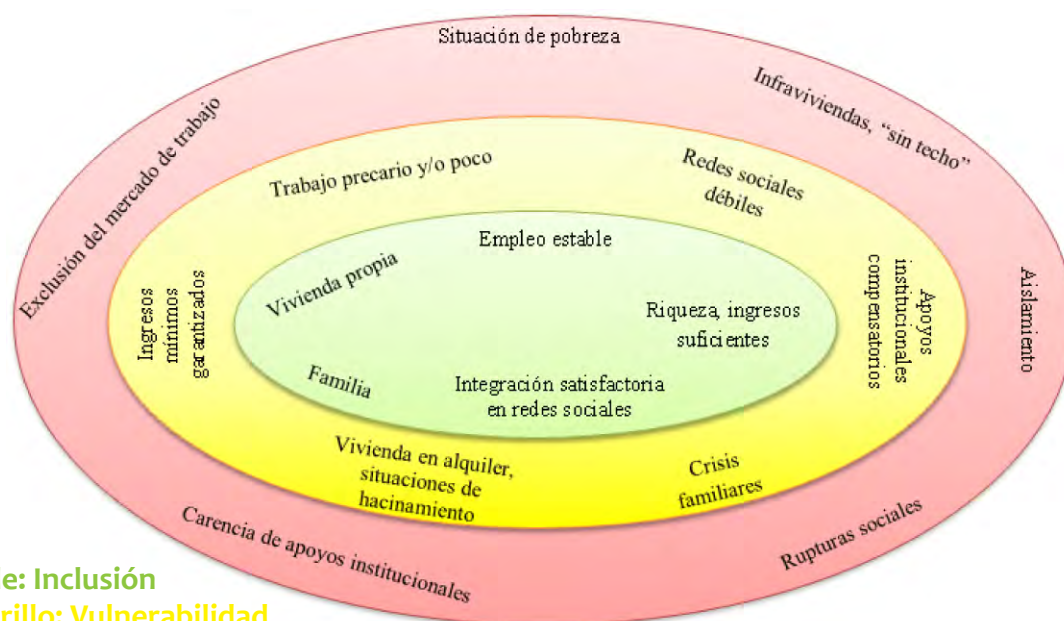 Situación de pobreza
Infraviviendas, “sin techo”
Exclusión del mercado de trabajo
Aislamiento
Carencia de apoyos institucionales
Rupturas sociales
Trabajo precario y/o poco
Redes sociales
débiles
Ingresos
mínimos
garantizados
Apoyos
institucionales
compensatorios
Vivienda en alquiler,
situaciones de
hacinamiento
Crisis
familiares
Empleo estable
Vivienda propia
Riqueza, ingresos
suficientes
Familia
Integración satisfactoria
en redes sociales
e: Inclusión
rillo: Vulnerabilidad